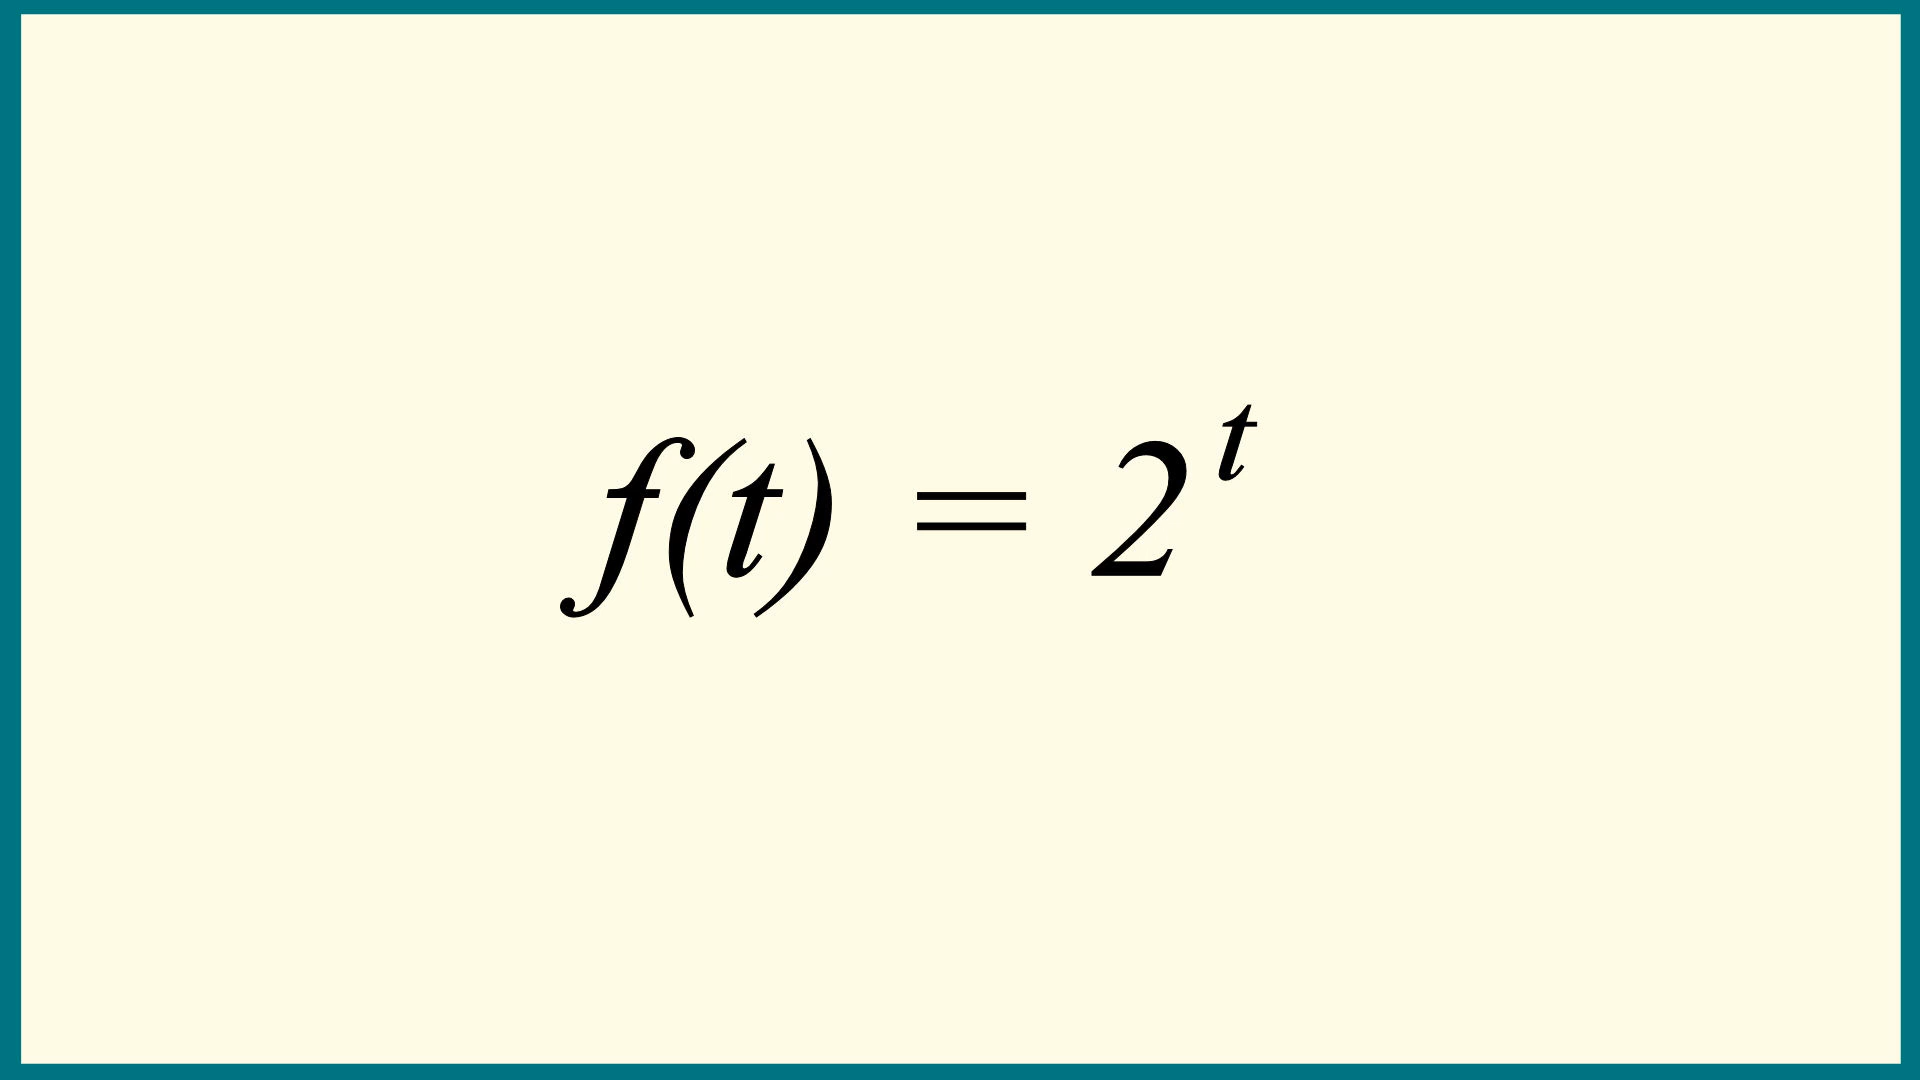 f(t) = 2^t